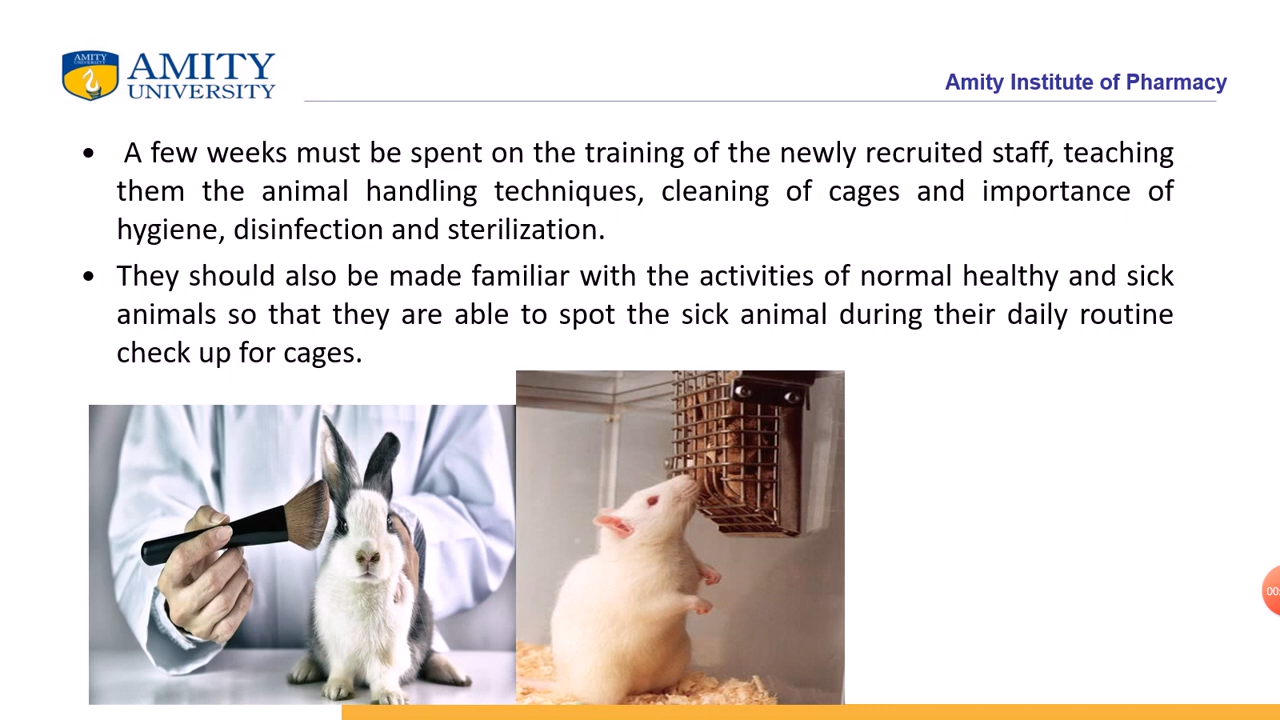 AMITY
UNIVERSITY
AMITY
UNIVERSITY
Amity Institute of Pharmacy
• A few weeks must be spent on the training of the newly recruited staff, teaching
them the animal handling techniques, cleaning of cages and importance of
hygiene, disinfection and sterilization.
• They should also be made familiar with the activities of normal healthy and sick
animals so that they are able to spot the sick animal during their daily routine
check up for cages.
00: